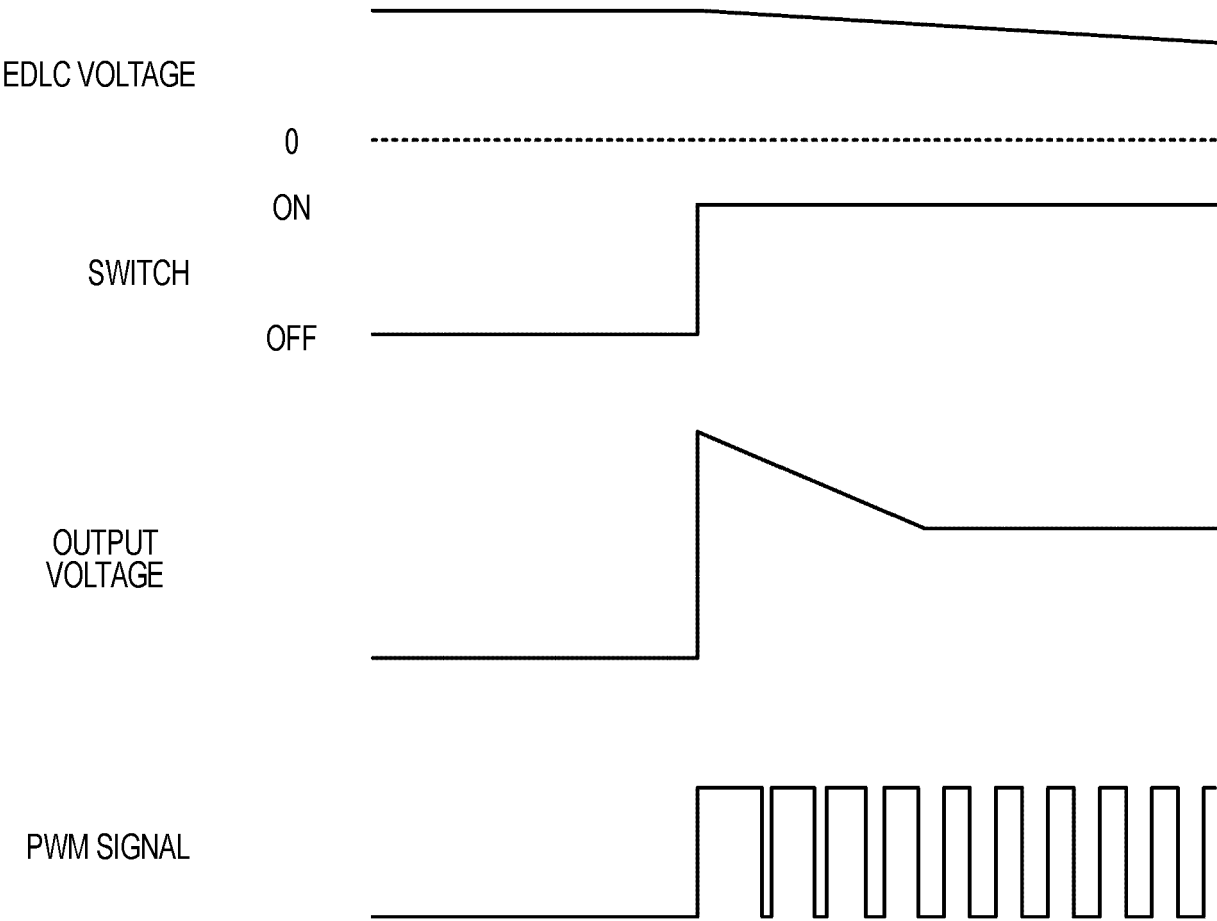 EDLC VOLTAGE
0
ON
SWITCH
OFF
OUTPUT
VOLTAGE
PWM SIGNAL